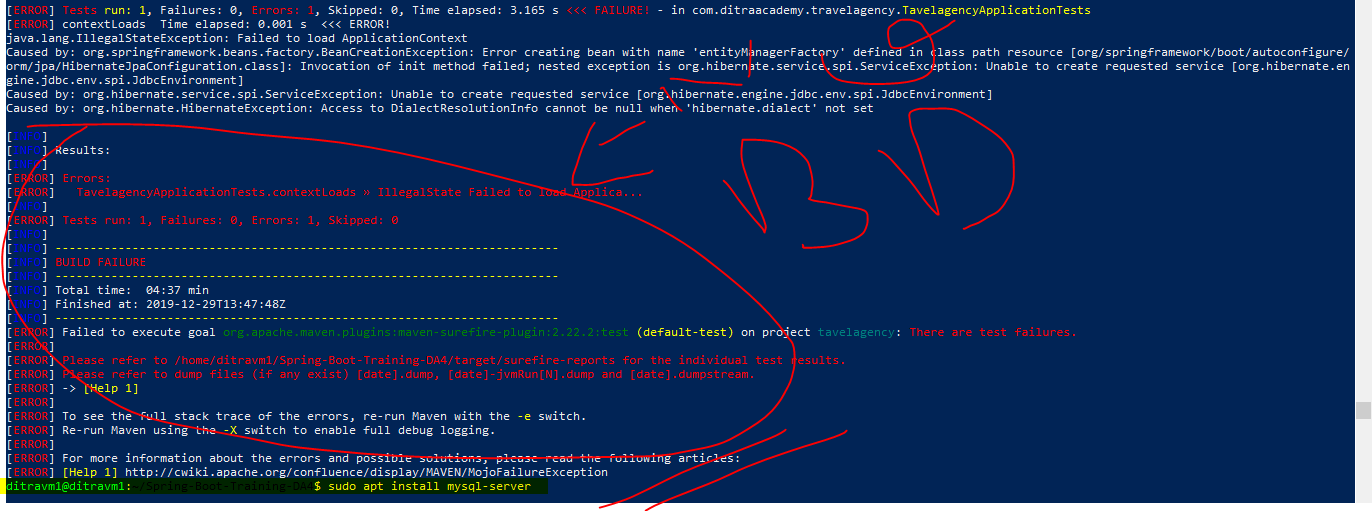 [ERROR] Tests run: 1, Failures: 0, Errors: 1, Skipped: 0, Time elapsed: 3.165 s <<< FAILURE! - in com.ditraacademy.travelagency.TavelagencyApplicationTests
[ERROR] contextLoads  Time elapsed: 0.001 s  <<< ERROR!
java.lang.IllegalStateException: Failed to load ApplicationContext
Caused by: org.springframework.beans.factory.BeanCreationException: Error creating bean with name 'entityManagerFactory' defined in class path resource [org/springframework/boot/autoconfigure/
orm/jpa/HibernateJpaConfiguration.class]: Invocation of init method failed; nested exception is org.hibernate.service.spi.ServiceException: Unable to create requested service [org.hibernate.en
gine.jdbc.env.spi.JdbcEnvironment]
Caused by: org.hibernate.service.spi.ServiceException: Unable to create requested service [org.hibernate.engine.jdbc.env.spi.JdbcEnvironment]
Caused by: org.hibernate.HibernateException: Access to DialectResolutionInfo cannot be null when 'hibernate.dialect' not set
[INFO]
[INFO] Results:
[INFO]
[ERROR] Errors:
[ERROR]   TavelagencyApplicationTests.contextLoads » IllegalState Failed to load Applica...
[INFO]
[ERROR] Tests run: 1, Failures: 0, Errors: 1, Skipped: 0
[INFO]
[INFO] ------------------------------------------------------------------------
[INFO] BUILD FAILURE
[INFO] ------------------------------------------------------------------------
[INFO] Total time:  04:37 min
[INFO] Finished at: 2019-12-29T13:47:48Z
[INFO] ------------------------------------------------------------------------
[ERROR] Failed to execute goal org.apache.maven.plugins:maven-surefire-plugin:2.22.2:test (default-test) on project tavelagency: There are test failures.
[ERROR]
[ERROR] Please refer to /home/ditravm1/Spring-Boot-Training-DA4/target/surefire-reports for the individual test results.
[ERROR] Please refer to dump files (if any exist) [date].dump, [date]-jvmRun[N].dump and [date].dumpstream.
[ERROR] -> [Help 1]
[ERROR]
[ERROR] To see the full stack trace of the errors, re-run Maven with the -e switch.
[ERROR] Re-run Maven using the -X switch to enable full debug logging.
[ERROR]
[ERROR] For more information about the errors and possible solutions, please read the following articles:
[ERROR] [Help 1] http://cwiki.apache.org/confluence/display/MAVEN/MojoFailureException
ditravm1@ditravm1:~/Spring-Boot-Training-DA4$ sudo apt install mysql-server
BD